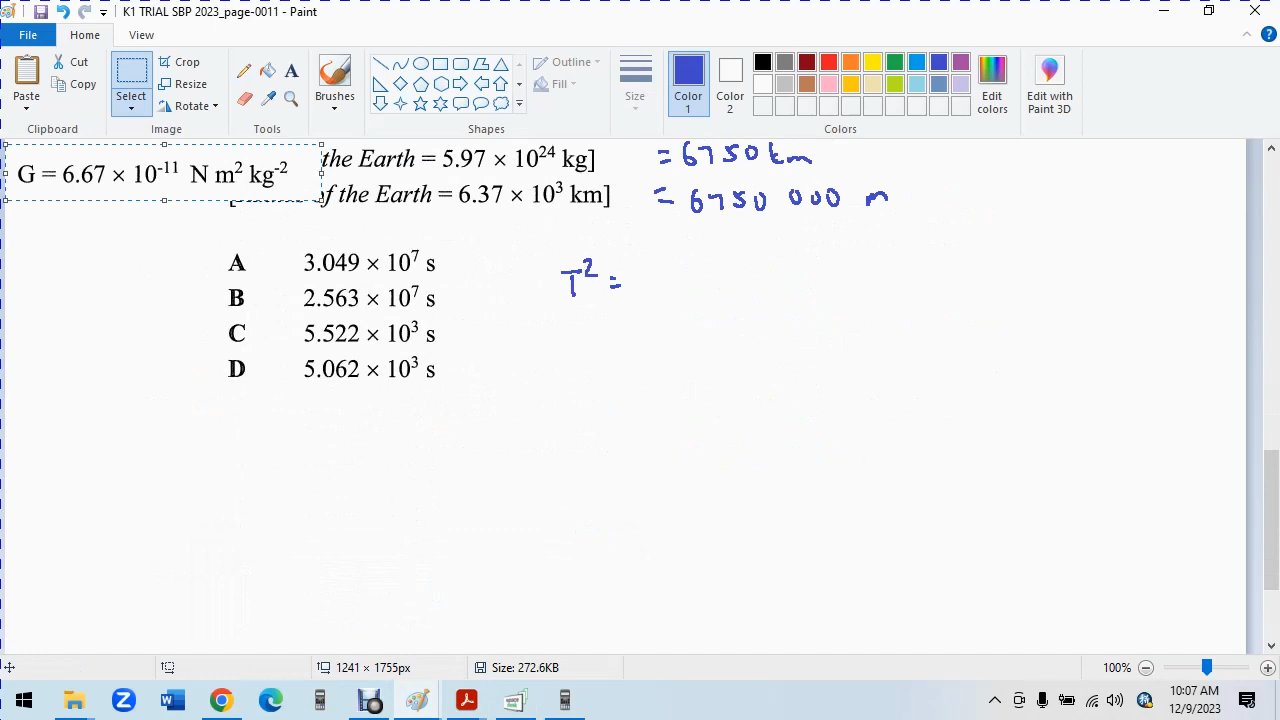 K1 TRIAL SBP 2023_page-0011 - Paint
File Home View
Paste Cut Copy Clipboard
Select Crop Resize Rotate Image
A Tools
Brushes
Outline Fill Shapes
Size
Color 1 Color 2 Edit colors Colors
Edit with Paint 3D
the Earth = 5.97 × 10²⁴ kg] = 6750 km
G = 6.67 × 10⁻¹¹ N m² kg⁻²
of the Earth = 6.37 × 10³ km] = 6750 000 m
A 3.049 × 10⁷ s
T² =
B 2.563 × 10⁷ s
C 5.522 × 10³ s
D 5.062 × 10³ s
1241 × 1755px Size: 272.6KB 100%
10:07 AM
12/9/2023